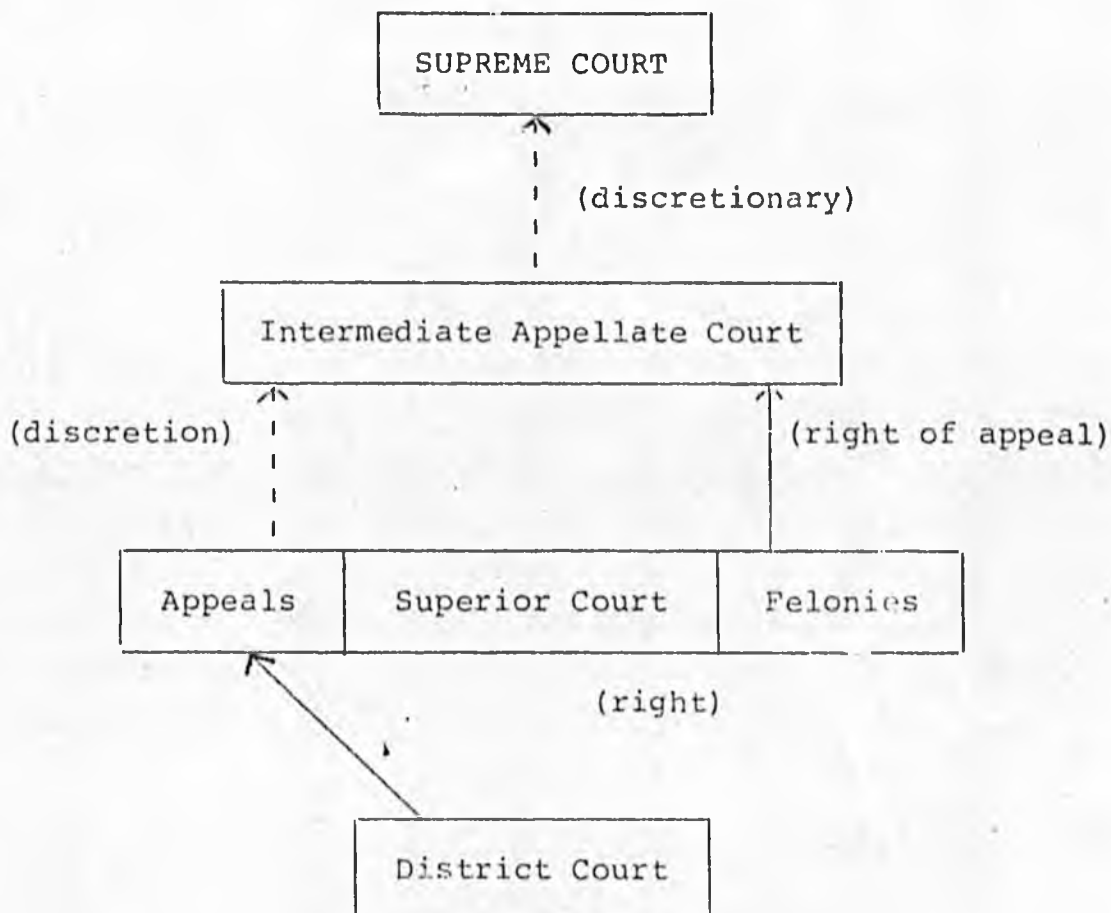 SUPREME COURT
(discretionary)
Intermediate Appellate Court
(discretion)
(right of appeal)
Appeals
Superior Court
Felonies
(right)
District Court